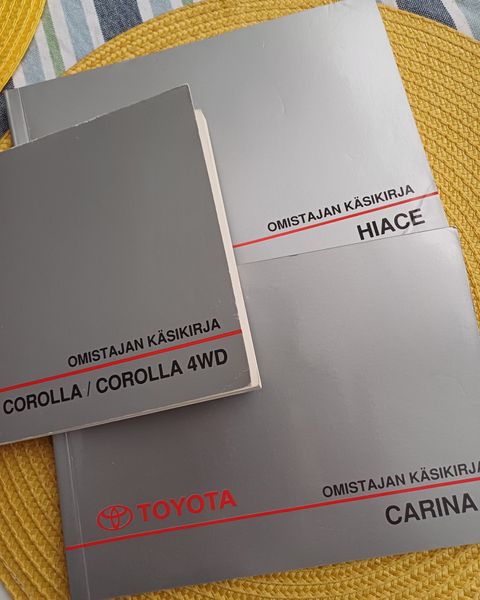 OMISTAJAN KÄSIKIRJA
HIACE
OMISTAJAN KÄSIKIRJA
COROLLA / COROLLA 4WD
TOYOTA
OMISTAJAN KÄSIKIRJA
CARINA